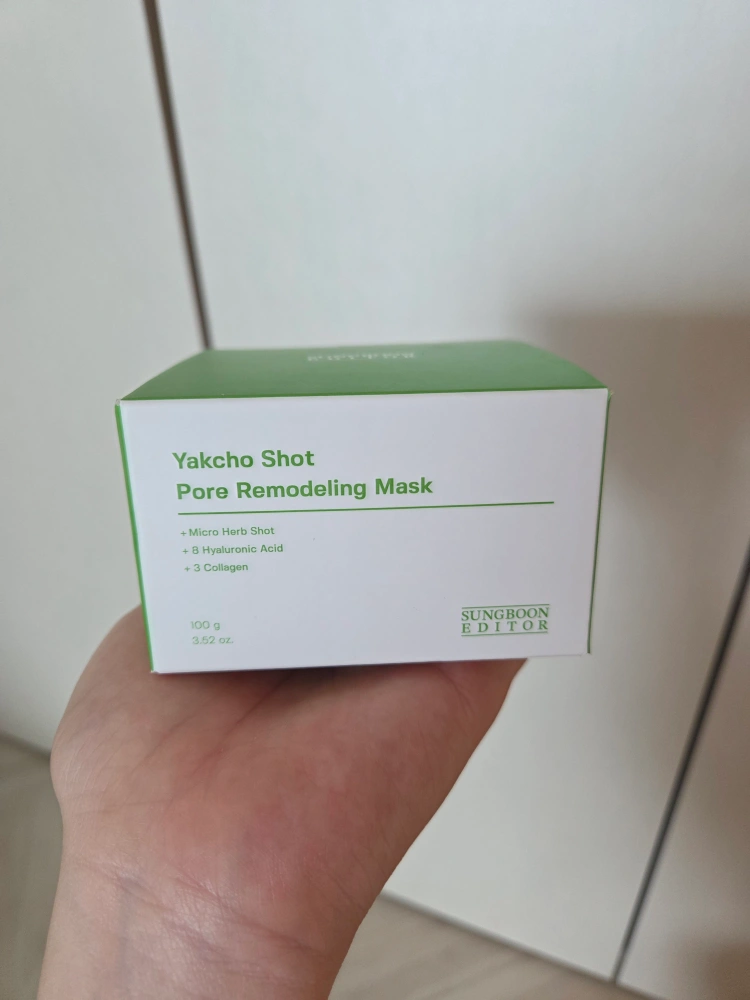 Yakcho Shot
Pore Remodeling Mask
+ Micro Herb Shot
+ 8 Hyaluronic Acid
+ 3 Collagen
100 g
3.52 oz.
SUNGBOON
EDITOR